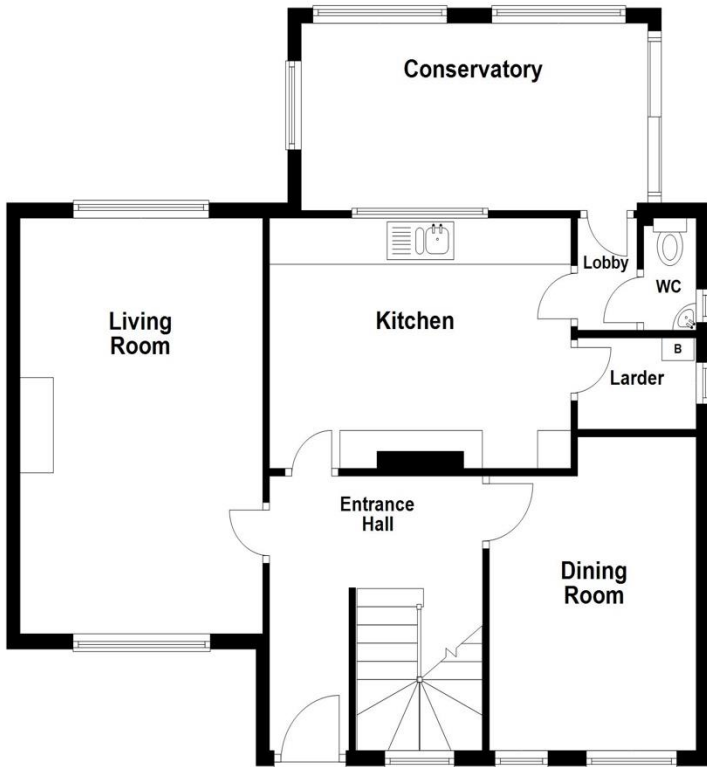 Conservatory
Living
Room
Kitchen
Lobby
WC
B
Larder
Entrance
Hall
Dining
Room